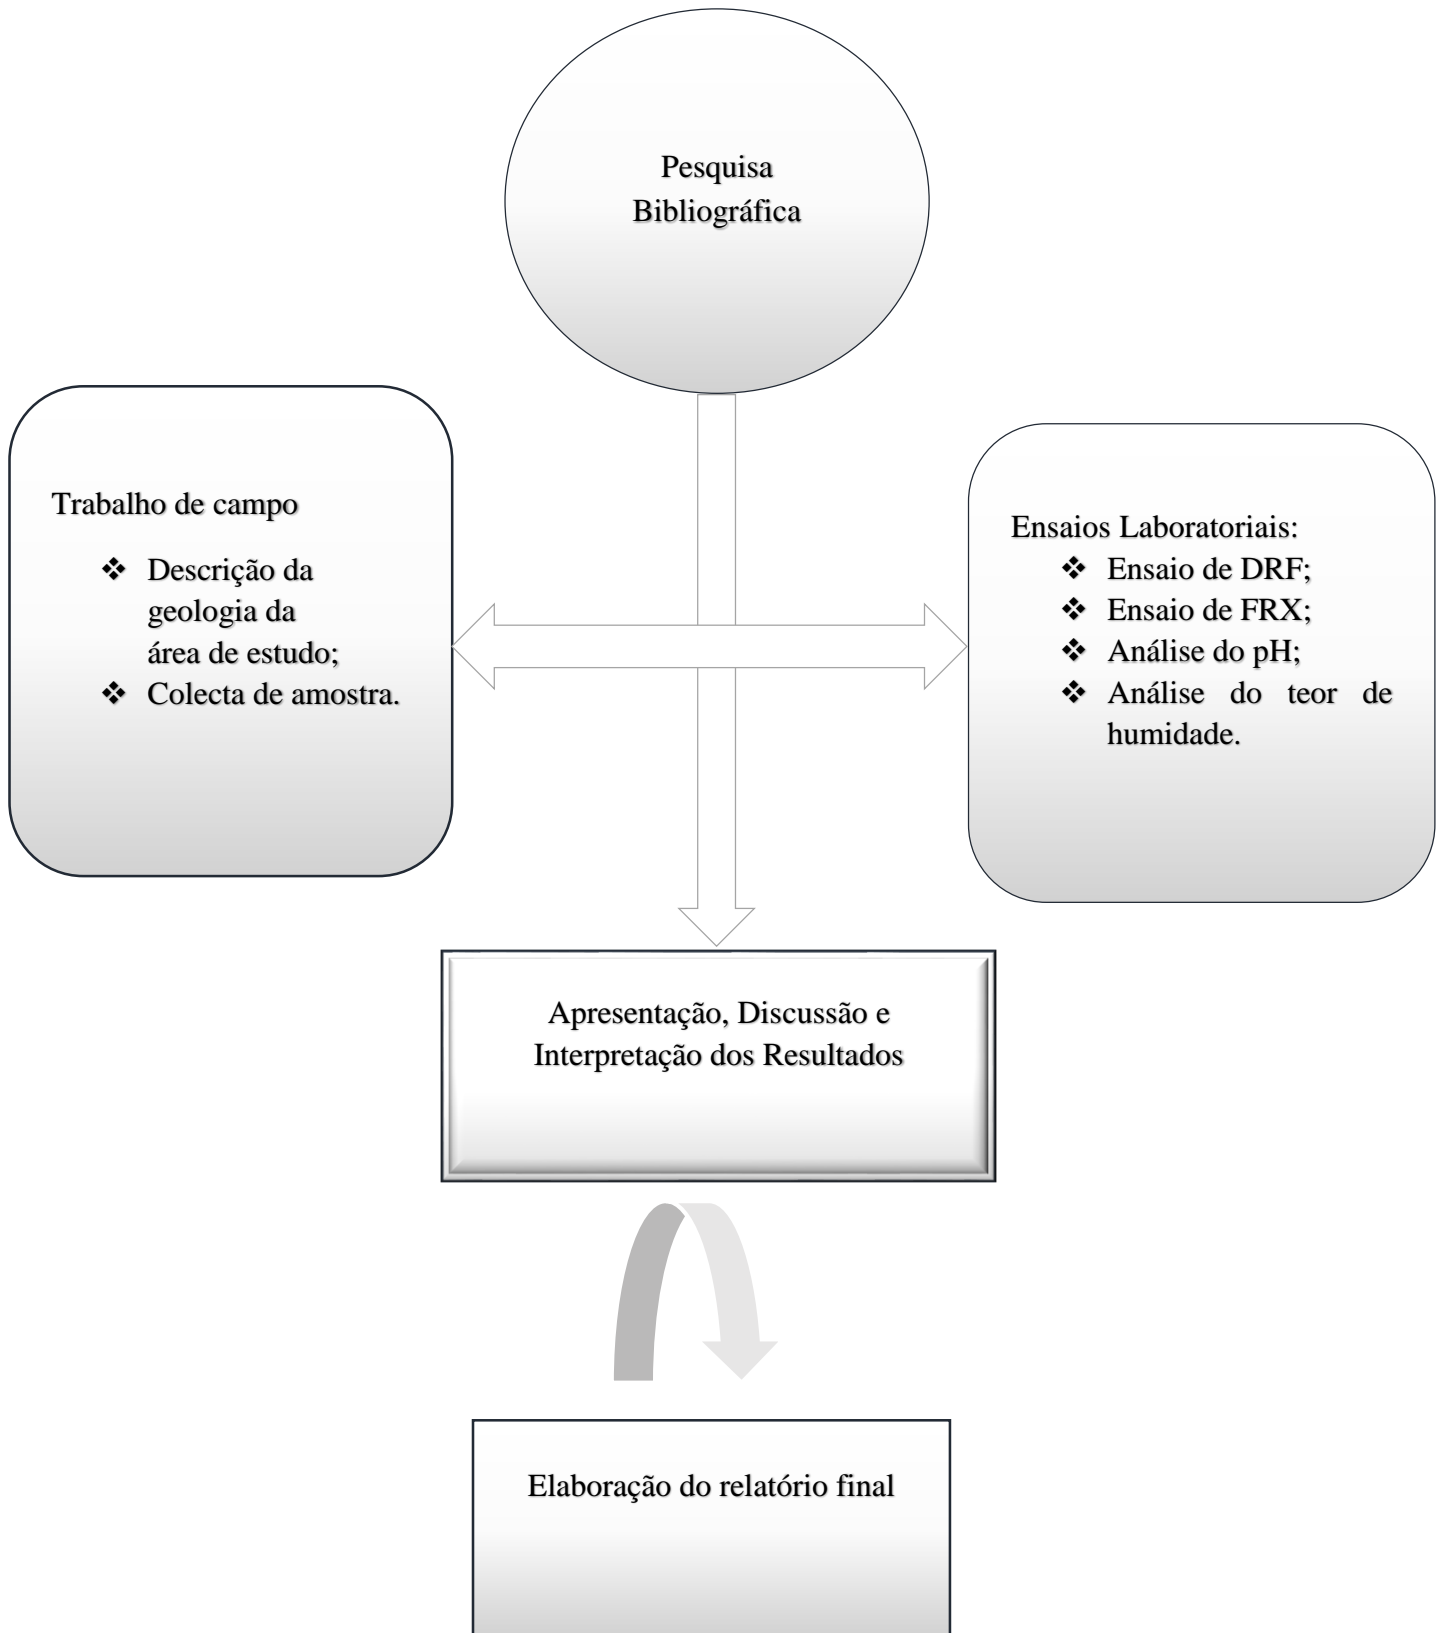 Pesquisa
Bibliográfica
Trabalho de campo
❖ Descrição da
geologia da
área de estudo;
❖ Colecta de amostra.
Ensaios Laboratoriais:
❖ Ensaio de DRF;
❖ Ensaio de FRX;
❖ Análise do pH;
❖ Análise do teor de
humidade.
Apresentação, Discussão e
Interpretação dos Resultados
Elaboração do relatório final